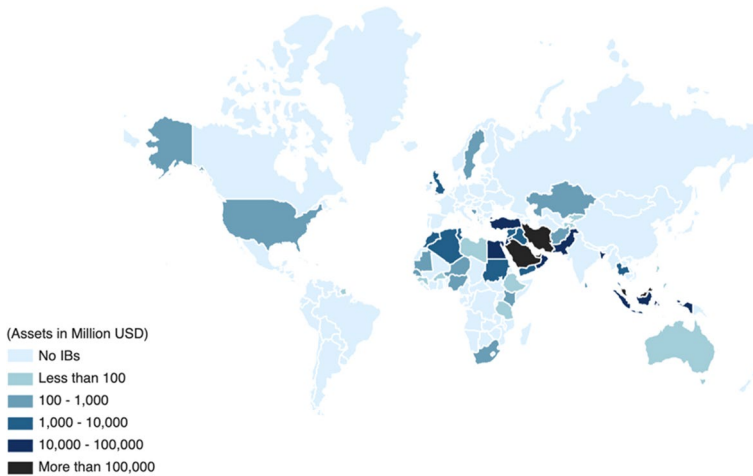 (Assets in Million USD)
No IBs
Less than 100
100 - 1,000
1,000 - 10,000
10,000 - 100,000
More than 100,000